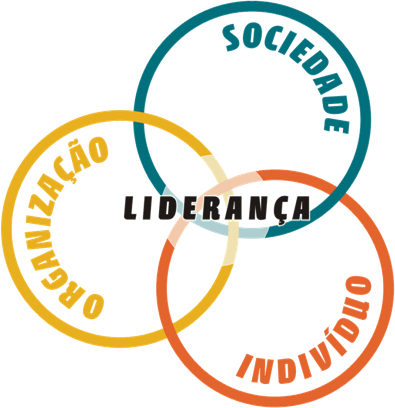 SOCIEDADE
ORGANIZAÇÃO
LIDERANÇA
INDIVÍDUO